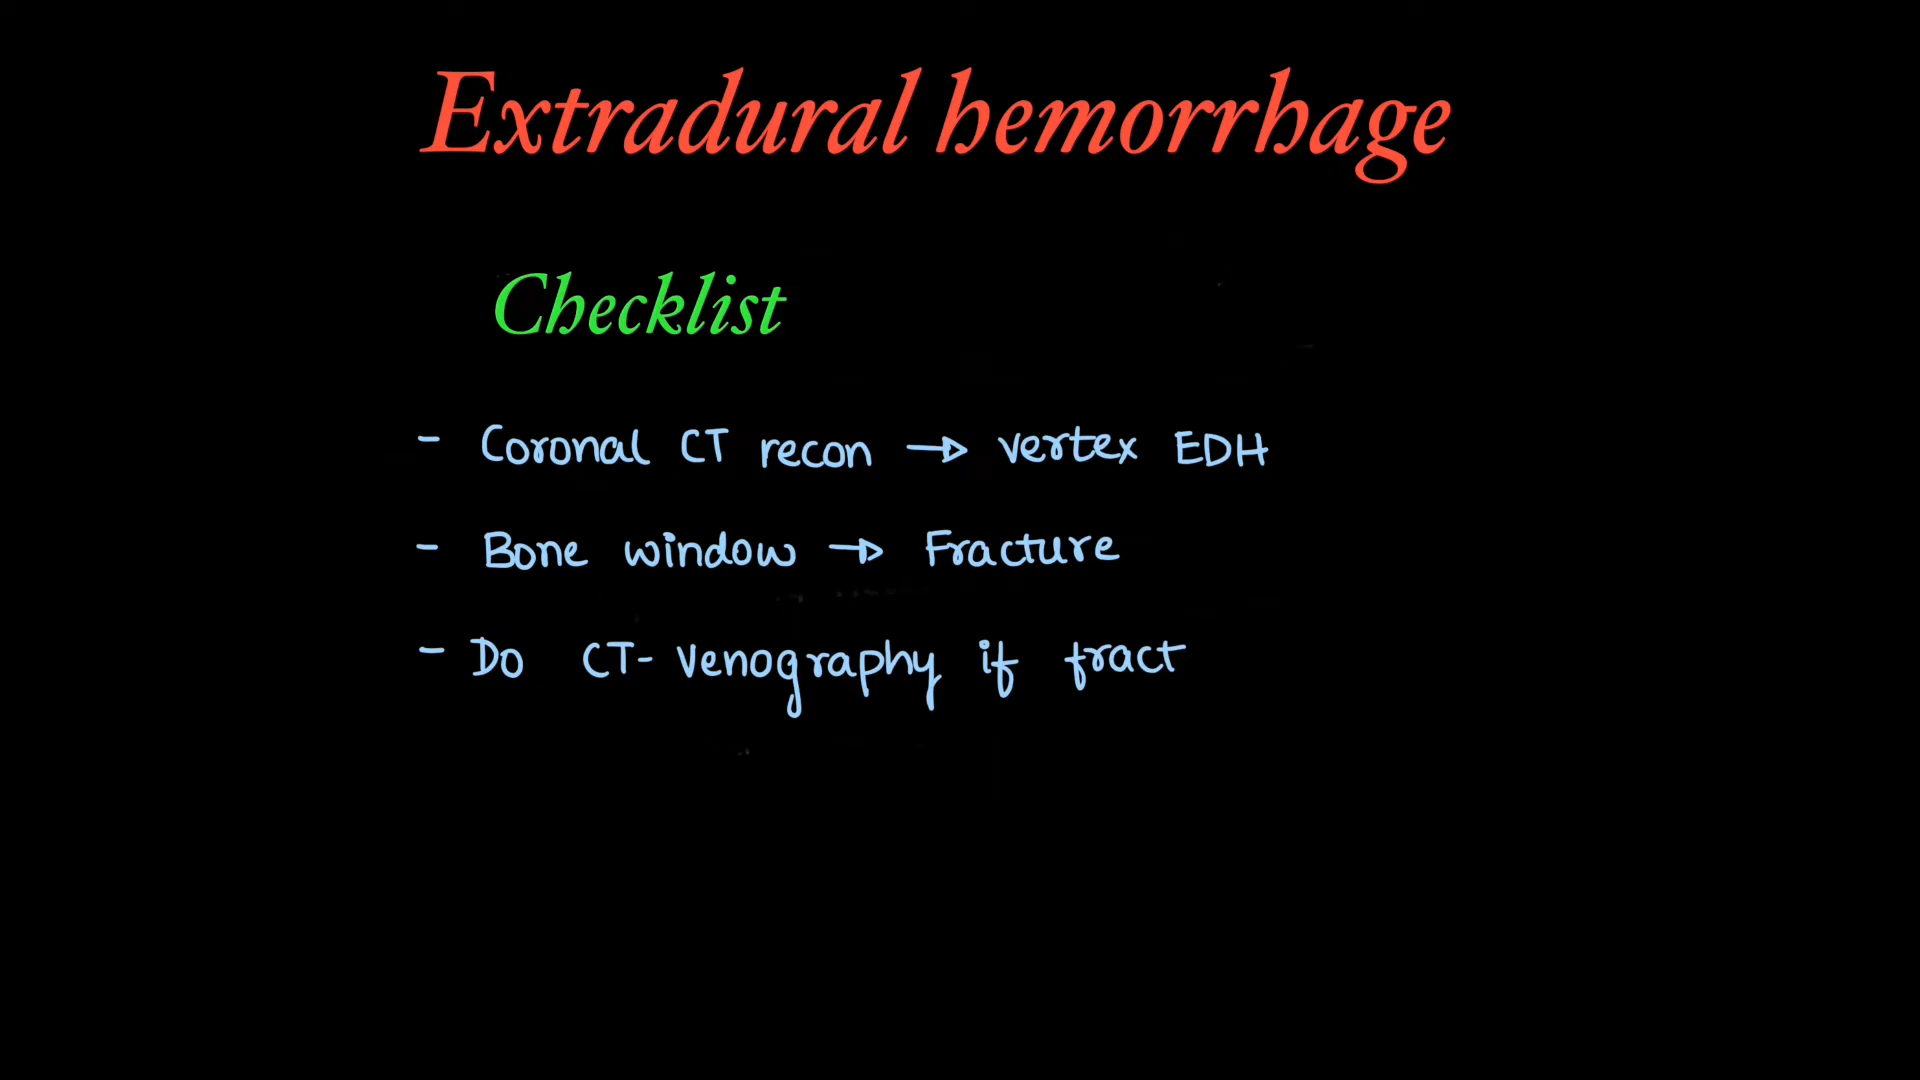 Extradural hemorrhage
Checklist
- Coronal CT recon → vertex EDH
- Bone window → Fracture
- Do CT- Venography if fract